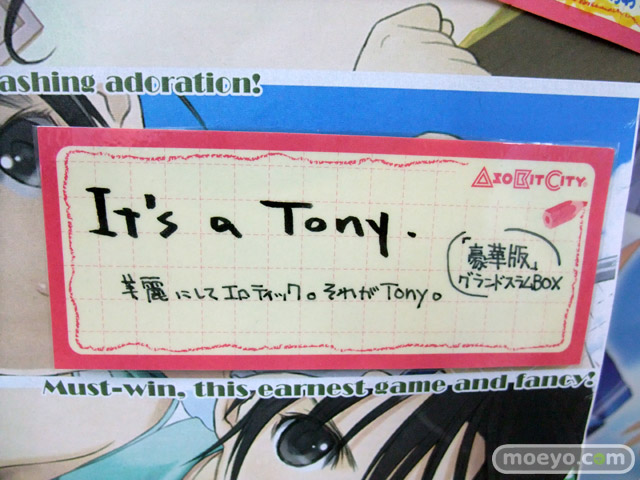 ashing adoration!
AsoBitCity
It's a Tony.
「豪華版」
グランドスラムBOX
美麗にしてエロティック。それがTony。
Must-win, this earnest game and fancy!
moeyo.com